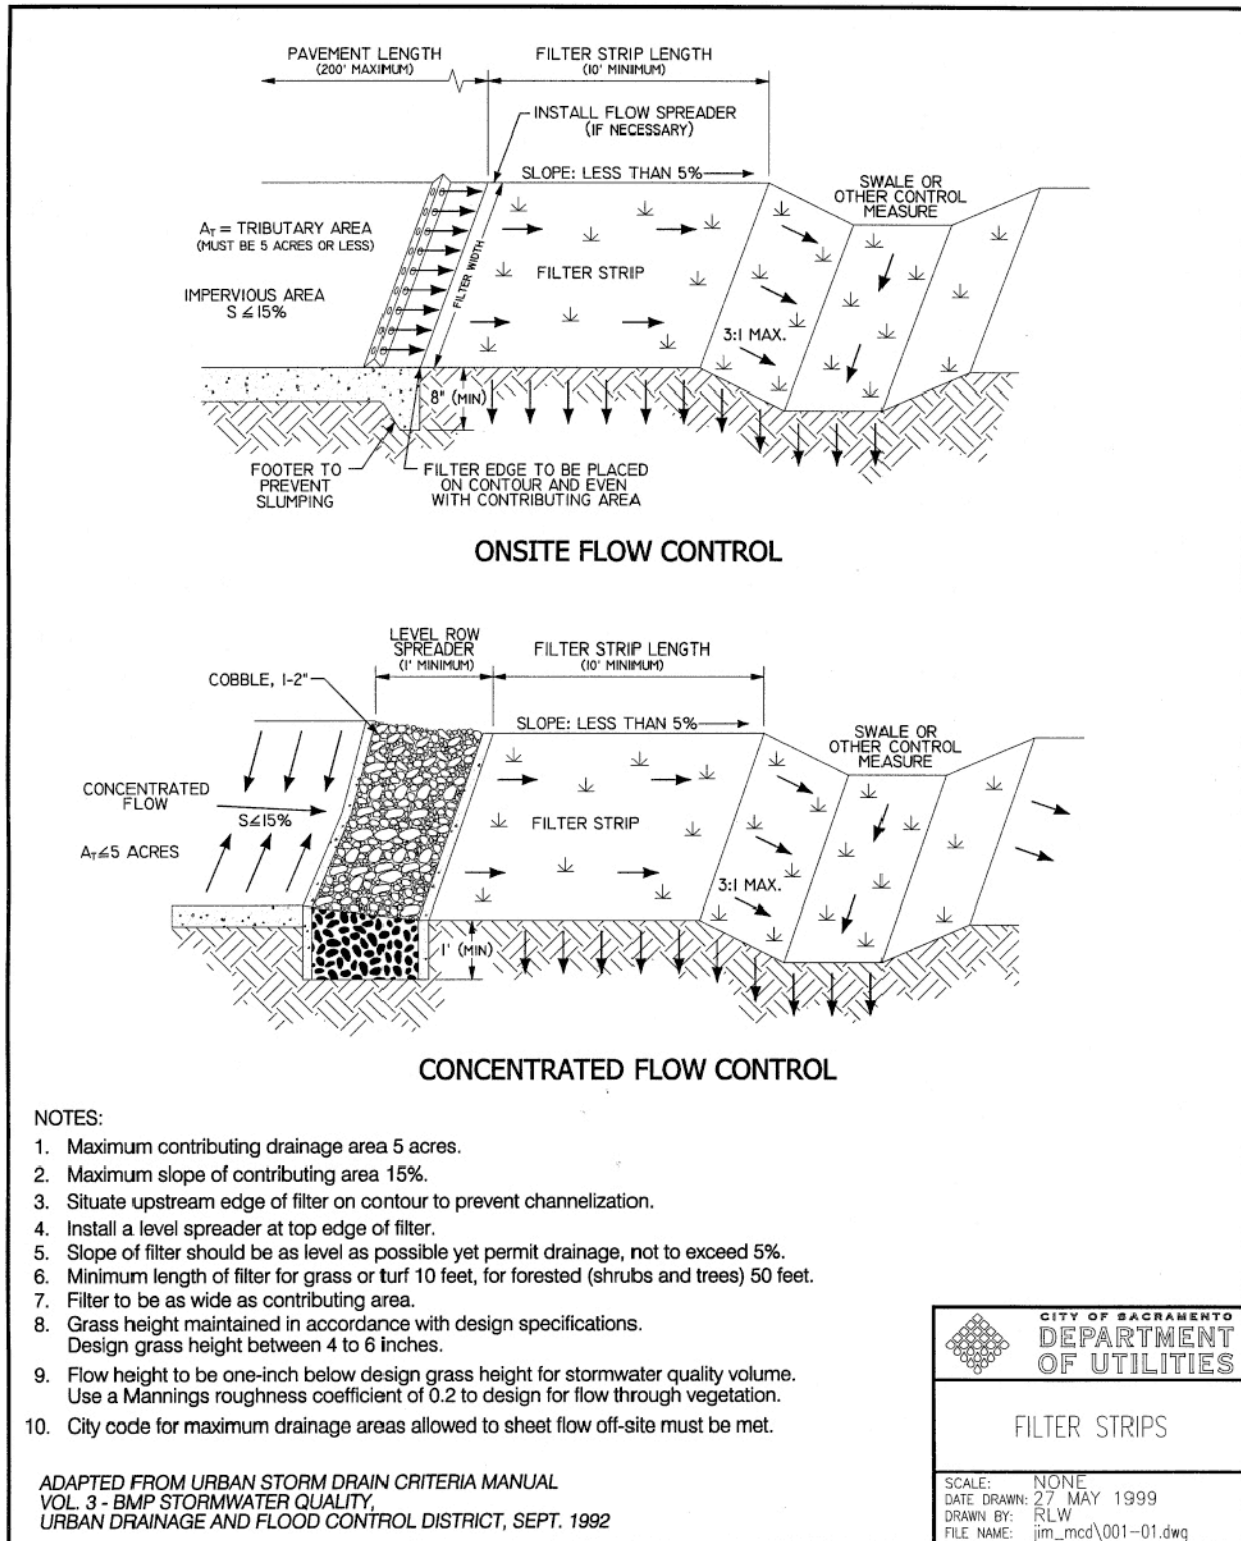 PAVEMENT LENGTH
(200' MAXIMUM)
FILTER STRIP LENGTH
(10' MINIMUM)
INSTALL FLOW SPREADER
(IF NECESSARY)
SLOPE: LESS THAN 5%
SWALE OR
OTHER CONTROL
MEASURE
A_T = TRIBUTARY AREA
(MUST BE 5 ACRES OR LESS)
IMPERVIOUS AREA
S ≤ 15%
FILTER WIDTH
FILTER STRIP
3:1 MAX.
8" (MIN)
FOOTER TO
PREVENT
SLUMPING
FILTER EDGE TO BE PLACED
ON CONTOUR AND EVEN
WITH CONTRIBUTING AREA
ONSITE FLOW CONTROL
LEVEL ROW
SPREADER
(1' MINIMUM)
FILTER STRIP LENGTH
(10' MINIMUM)
COBBLE, 1-2"
SLOPE: LESS THAN 5%
SWALE OR
OTHER CONTROL
MEASURE
CONCENTRATED
FLOW
S≤15%
A_T≤5 ACRES
FILTER STRIP
3:1 MAX.
1' (MIN)
CONCENTRATED FLOW CONTROL
NOTES:
1. Maximum contributing drainage area 5 acres.
2. Maximum slope of contributing area 15%.
3. Situate upstream edge of filter on contour to prevent channelization.
4. Install a level spreader at top edge of filter.
5. Slope of filter should be as level as possible yet permit drainage, not to exceed 5%.
6. Minimum length of filter for grass or turf 10 feet, for forested (shrubs and trees) 50 feet.
7. Filter to be as wide as contributing area.
8. Grass height maintained in accordance with design specifications.
Design grass height between 4 to 6 inches.
9. Flow height to be one-inch below design grass height for stormwater quality volume.
Use a Mannings roughness coefficient of 0.2 to design for flow through vegetation.
10. City code for maximum drainage areas allowed to sheet flow off-site must be met.
ADAPTED FROM URBAN STORM DRAIN CRITERIA MANUAL
VOL. 3 - BMP STORMWATER QUALITY,
URBAN DRAINAGE AND FLOOD CONTROL DISTRICT, SEPT. 1992
CITY OF SACRAMENTO
DEPARTMENT
OF UTILITIES
FILTER STRIPS
SCALE: NONE
DATE DRAWN: 27 MAY 1999
DRAWN BY: RLW
FILE NAME: jim_mcd\001-01.dwg